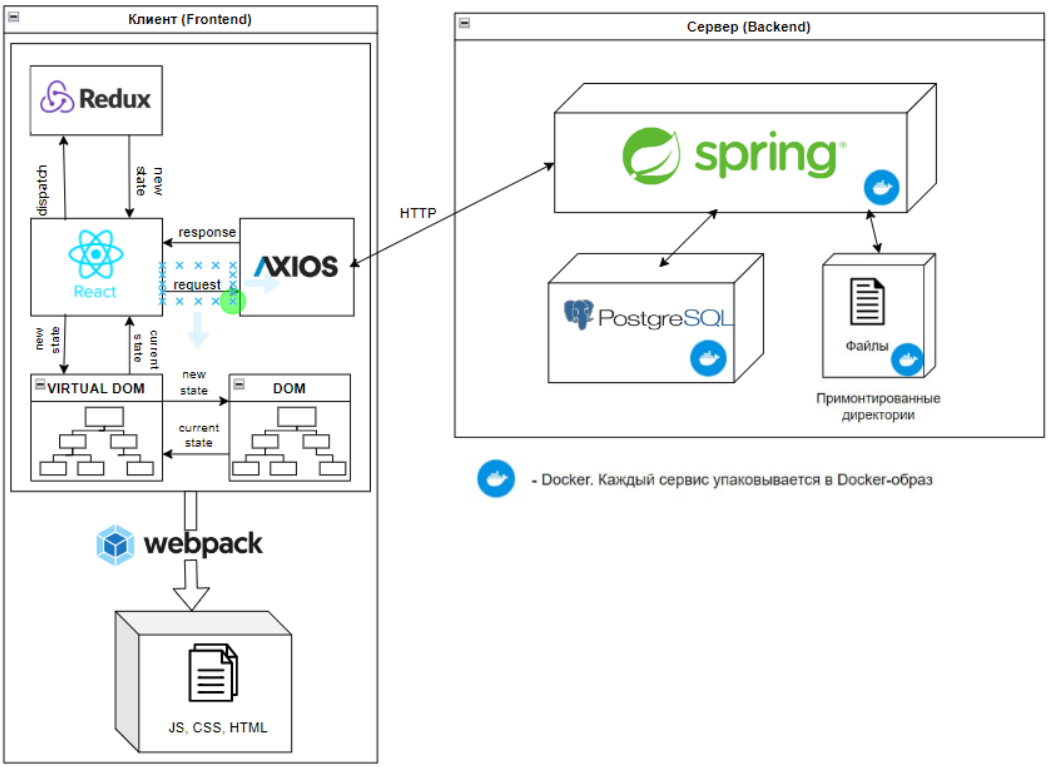 Клиент (Frontend)
Redux
dispatch
new
state
React
response
request
AXIOS
new
state
current
state
VIRTUAL DOM
new
state
current
state
DOM
webpack
JS, CSS, HTML
HTTP
Сервер (Backend)
spring®
PostgreSQL
Файлы
Примонтированные
директории
- Docker. Каждый сервис упаковывается в Docker-образ